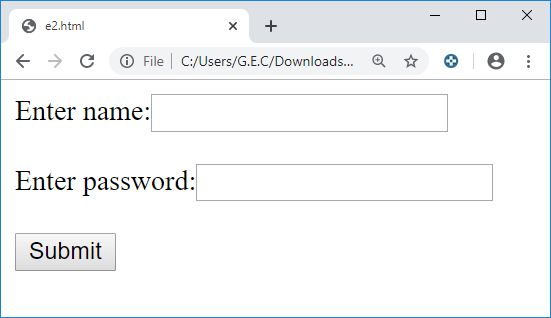 e2.html
File C:/Users/G.E.C/Downloads...
Enter name:
Enter password:
Submit